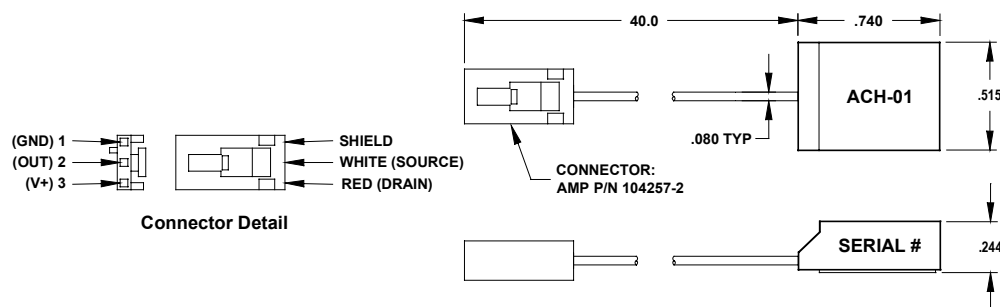 40.0
.740
ACH-01
.515
.080 TYP
CONNECTOR:
AMP P/N 104257-2
(GND) 1
(OUT) 2
(V+) 3
SHIELD
WHITE (SOURCE)
RED (DRAIN)
Connector Detail
SERIAL #
.244